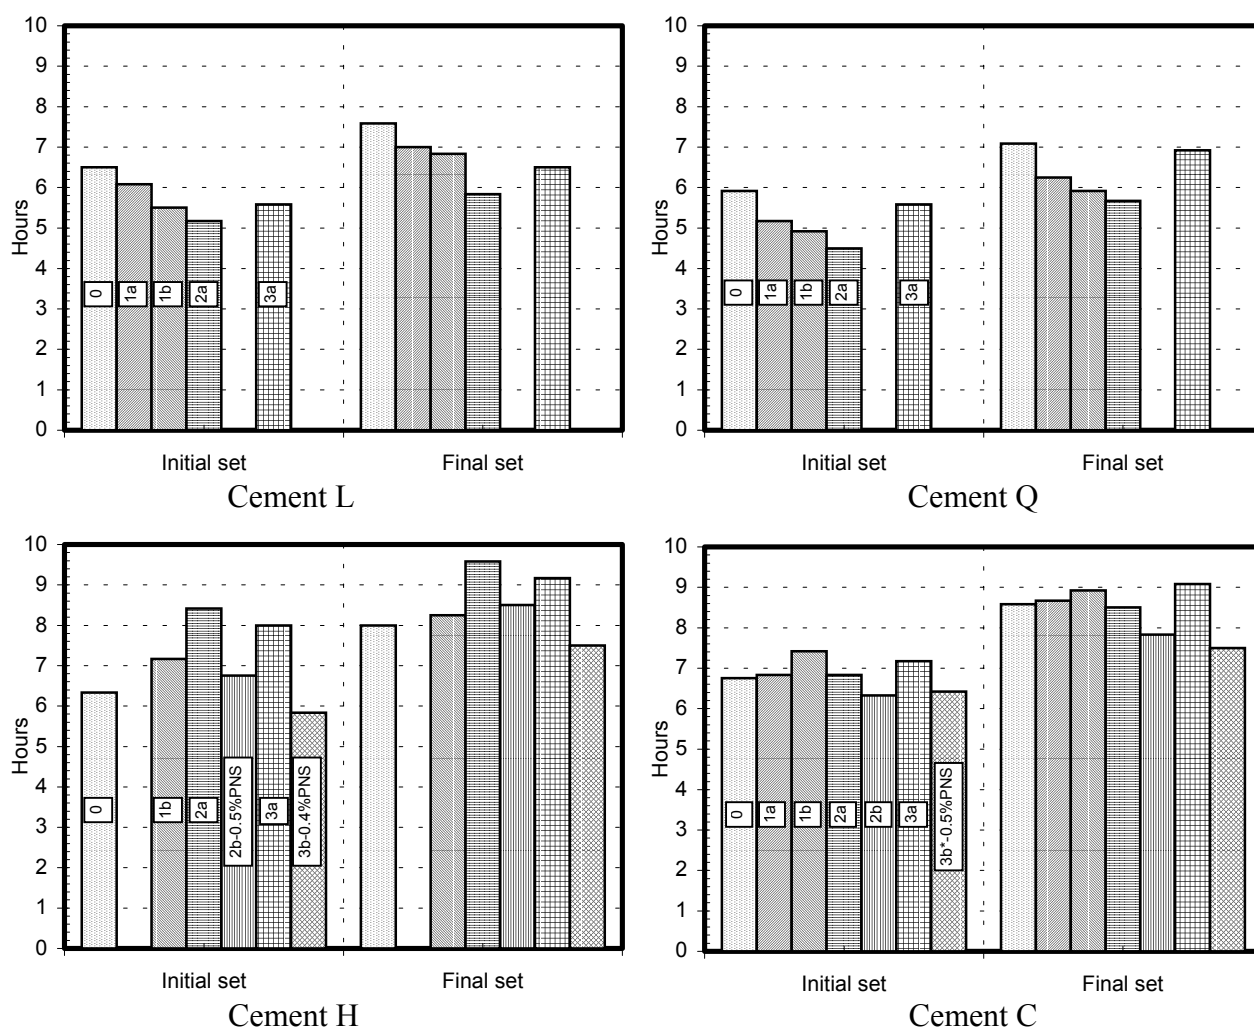 10
9
8
7
6
5
4
3
2
1
0
Hours
0
1a
1b
2a
3a
Initial set
Final set
Cement L
10
9
8
7
6
5
4
3
2
1
0
Hours
0
1a
1b
2a
3a
Initial set
Final set
Cement Q
10
9
8
7
6
5
4
3
2
1
0
Hours
0
1b
2a
2b-0.5%PNS
3a
3b-0.4%PNS
Initial set
Final set
Cement H
10
9
8
7
6
5
4
3
2
1
0
Hours
0
1a
1b
2a
2b
3a
3b*-0.5%PNS
Initial set
Final set
Cement C